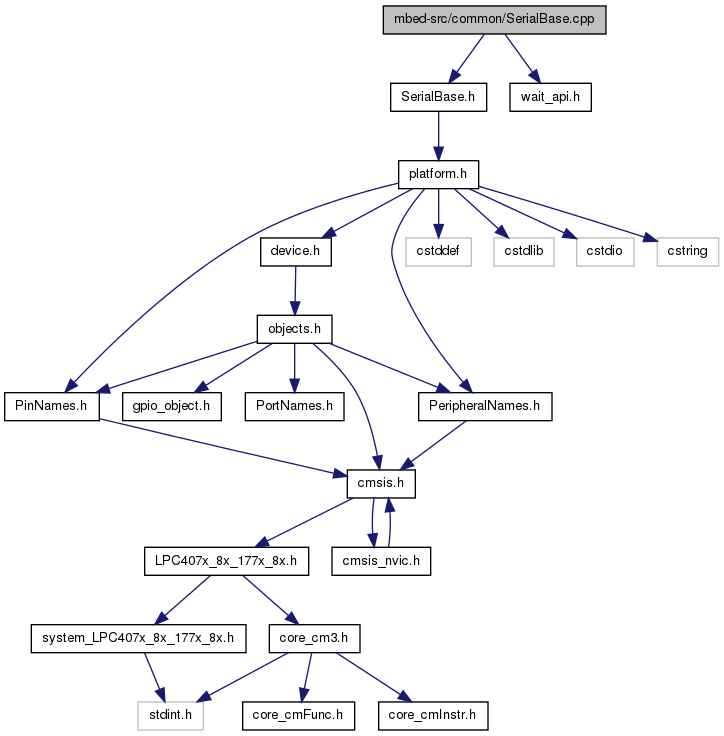 mbed-src/common/SerialBase.cpp
SerialBase.h
wait_api.h
platform.h
device.h
cstddef
cstdlib
cstdio
cstring
objects.h
PinNames.h
gpio_object.h
PortNames.h
PeripheralNames.h
cmsis.h
LPC407x_8x_177x_8x.h
cmsis_nvic.h
system_LPC407x_8x_177x_8x.h
core_cm3.h
stdint.h
core_cmFunc.h
core_cmInstr.h